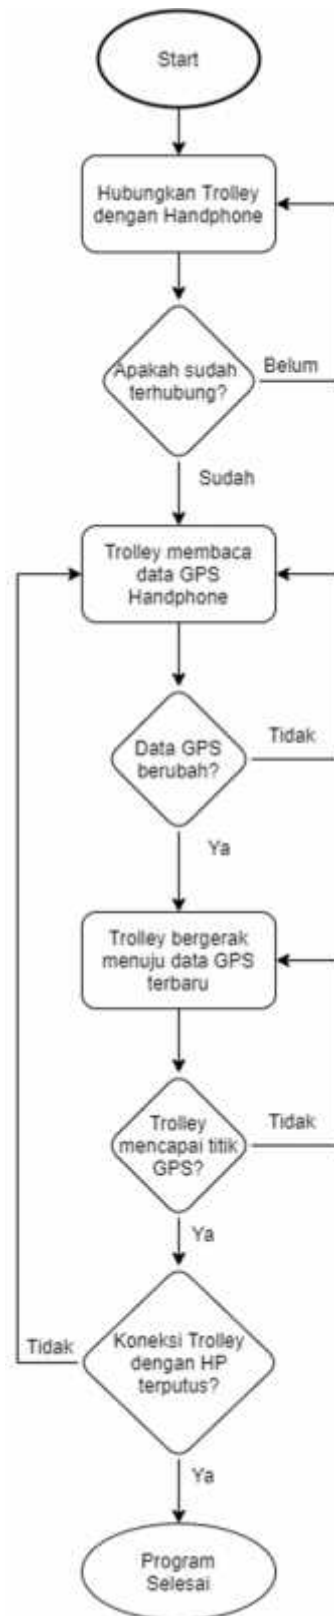 Start
Hubungkan Trolley
dengan Handphone
Apakah sudah
terhubung?
Belum
Sudah
Trolley membaca
data GPS
Handphone
Data GPS
berubah?
Tidak
Ya
Trolley bergerak
menuju data GPS
terbaru
Trolley
mencapai titik
GPS?
Tidak
Ya
Koneksi Trolley
dengan HP
terputus?
Tidak
Ya
Program
Selesai